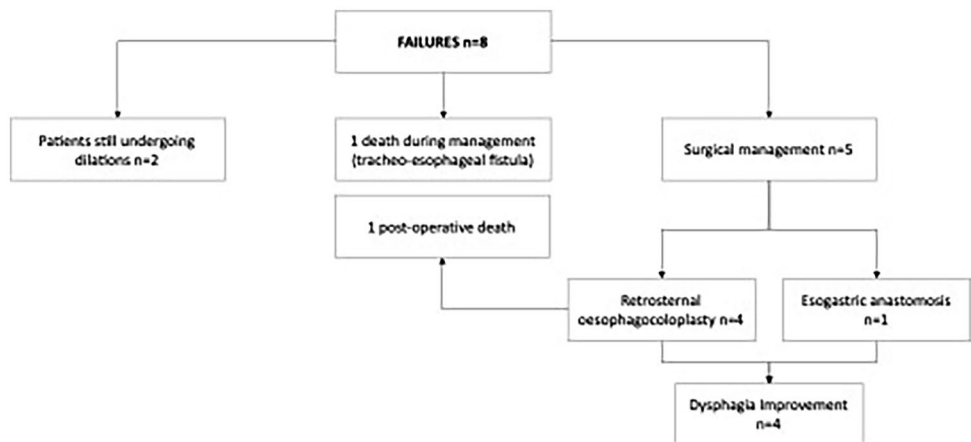 FAILURES n=8
Patients still undergoing
dilations n=2
1 death during management
(tracheo-esophageal fistula)
Surgical management n=5
1 post-operative death
Retrosternal
oesophagocoloplasty n=4
Esogastric anastomosis
n=1
Dysphagia Improvement
n=4